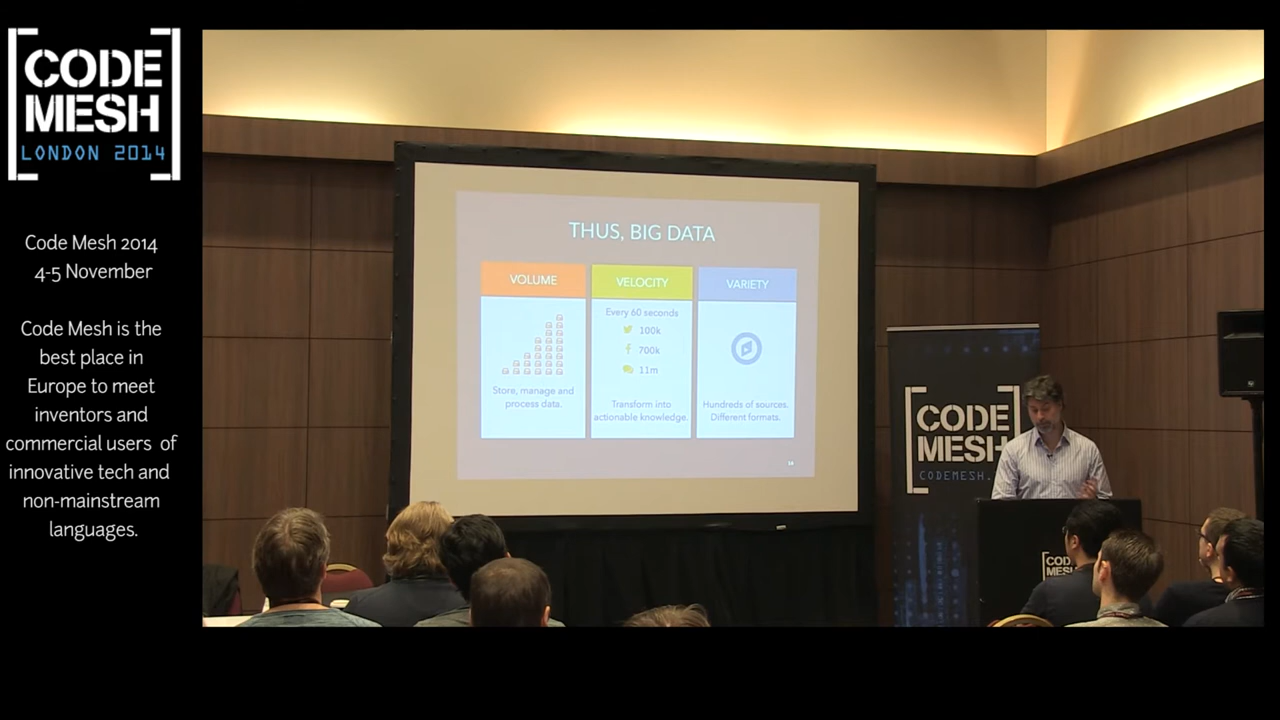 CODE
MESH
LONDON 2014
Code Mesh 2014
4-5 November
Code Mesh is the
best place in
Europe to meet
inventors and
commercial users of
innovative tech and
non-mainstream
languages.
THUS, BIG DATA
VOLUME
Store, manage and
process data.
VELOCITY
Every 60 seconds
100k
700k
11m
Transform into
actionable knowledge.
VARIETY
Hundreds of sources.
Different formats.
CODE
MESH
CODEMESH.